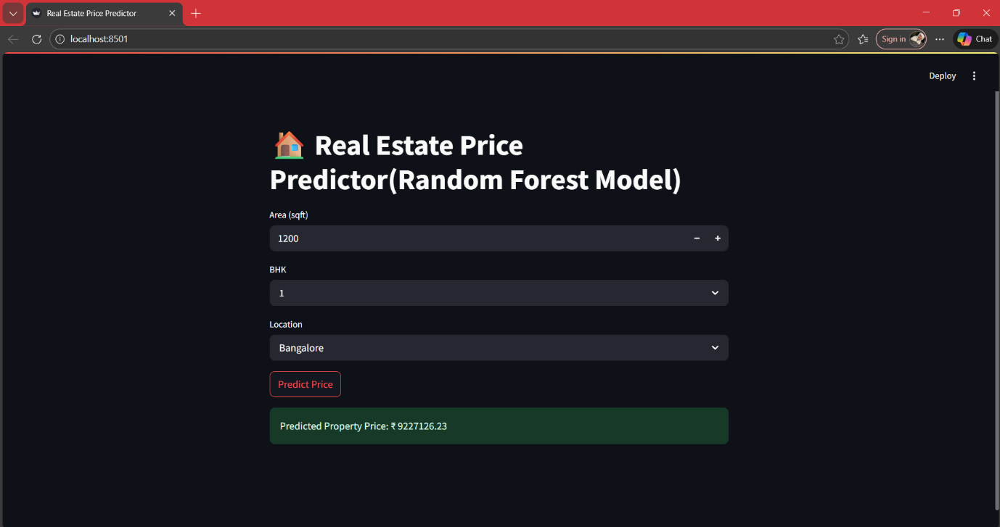 Real Estate Price Predictor
localhost:8501
Sign in
Chat
Deploy
Real Estate Price
Predictor(Random Forest Model)
Area (sqft)
1200
BHK
1
Location
Bangalore
Predict Price
Predicted Property Price: ₹ 9227126.23